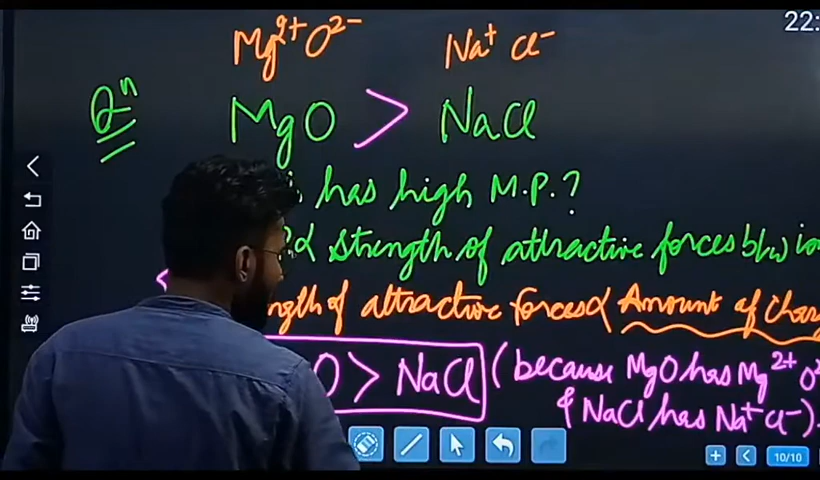 22:
Mg²⁺O²⁻ Na⁺ Cl⁻
Qⁿ MgO > NaCl
has high M.P.?
∝ strength of attractive forces b/w
ngth of attractive forces ∝ Amount of Char
O > NaCl (because MgO has Mg²⁺ O²
& NaCl has Na⁺ Cl⁻).
10/10